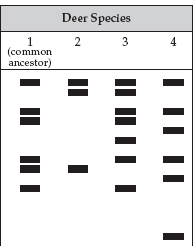 Deer Species
1 2 3 4
(common
ancestor)